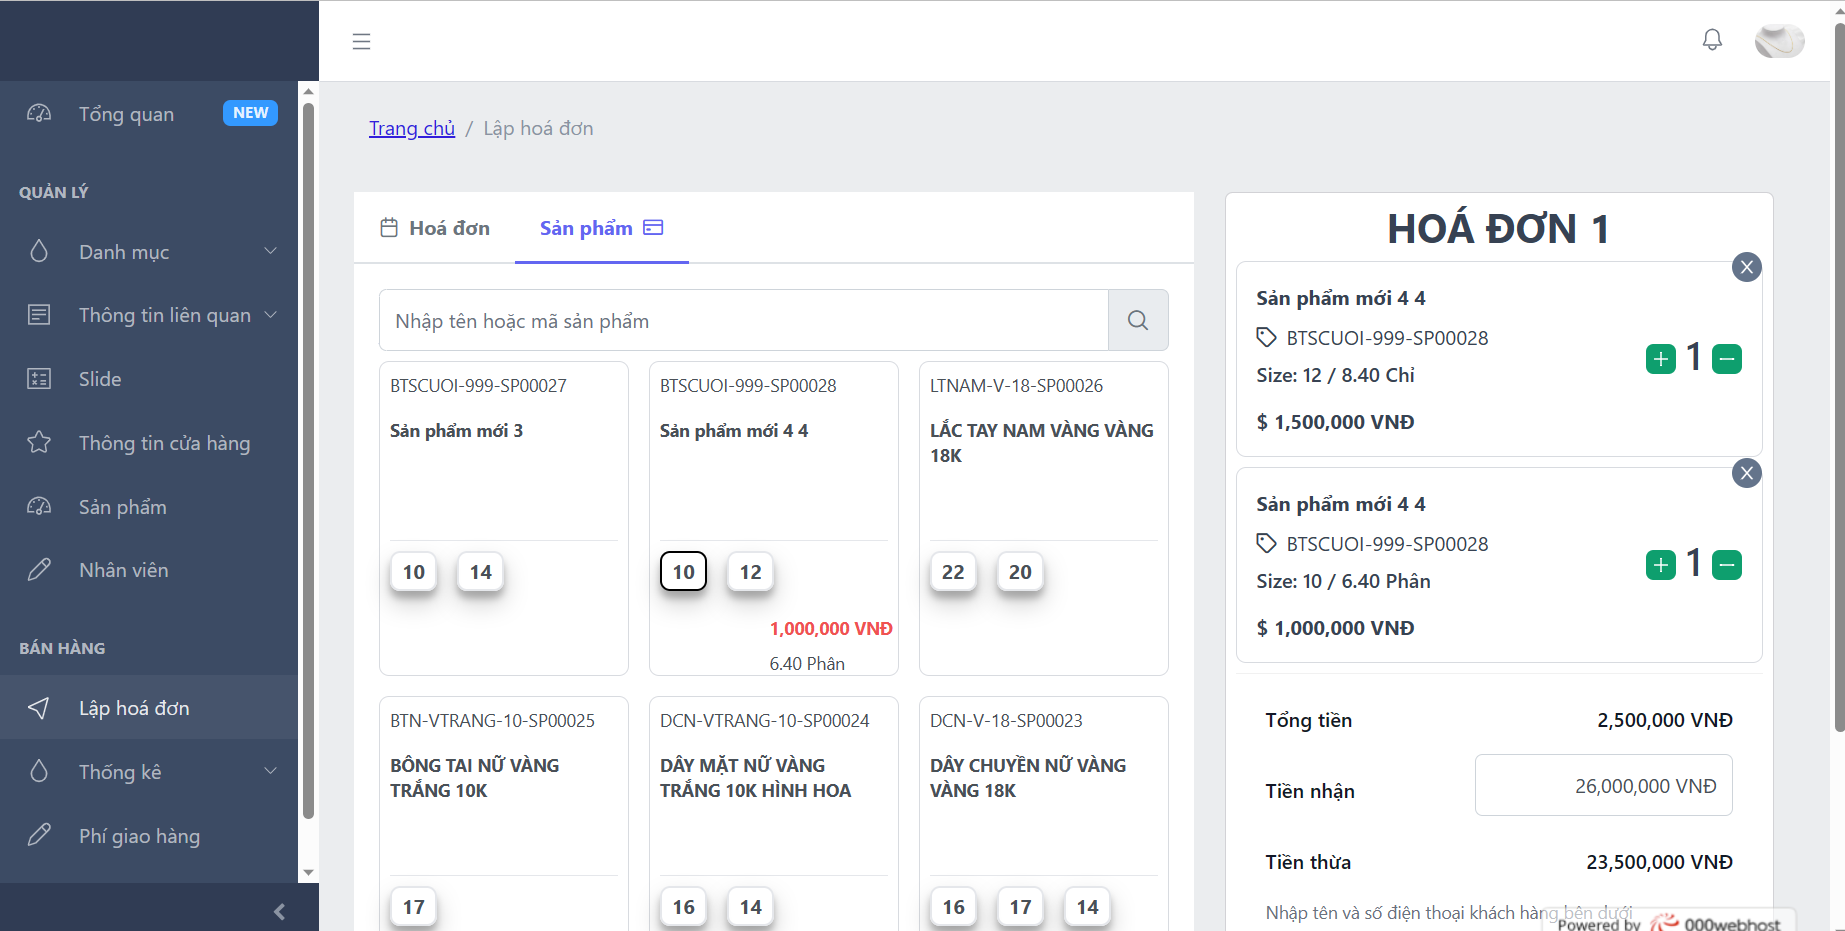 Tổng quan NEW
QUẢN LÝ
Danh mục
Thông tin liên quan
Slide
Thông tin cửa hàng
Sản phẩm
Nhân viên
BÁN HÀNG
Lập hoá đơn
Thống kê
Phí giao hàng
Trang chủ / Lập hoá đơn
Hoá đơn
Sản phẩm
Nhập tên hoặc mã sản phẩm
BTSCUOI-999-SP00027
Sản phẩm mới 3
10 14
BTSCUOI-999-SP00028
Sản phẩm mới 4 4
10 12
1,000,000 VNĐ
6.40 Phân
LTNAM-V-18-SP00026
LẮC TAY NAM VÀNG VÀNG
18K
22 20
BTN-VTRANG-10-SP00025
BÔNG TAI NỮ VÀNG
TRẮNG 10K
17
DCN-VTRANG-10-SP00024
DÂY MẶT NỮ VÀNG
TRẮNG 10K HÌNH HOA
16 14
DCN-V-18-SP00023
DÂY CHUYỀN NỮ VÀNG
VÀNG 18K
16 17 14
HOÁ ĐƠN 1
X
Sản phẩm mới 4 4
BTSCUOI-999-SP00028
Size: 12 / 8.40 Chỉ
$ 1,500,000 VNĐ
+ 1 −
X
Sản phẩm mới 4 4
BTSCUOI-999-SP00028
Size: 10 / 6.40 Phân
$ 1,000,000 VNĐ
+ 1 −
Tổng tiền 2,500,000 VNĐ
Tiền nhận 26,000,000 VNĐ
Tiền thừa 23,500,000 VNĐ
Nhập tên và số điện thoại khách hàng bên dưới
Powered by 000webhost